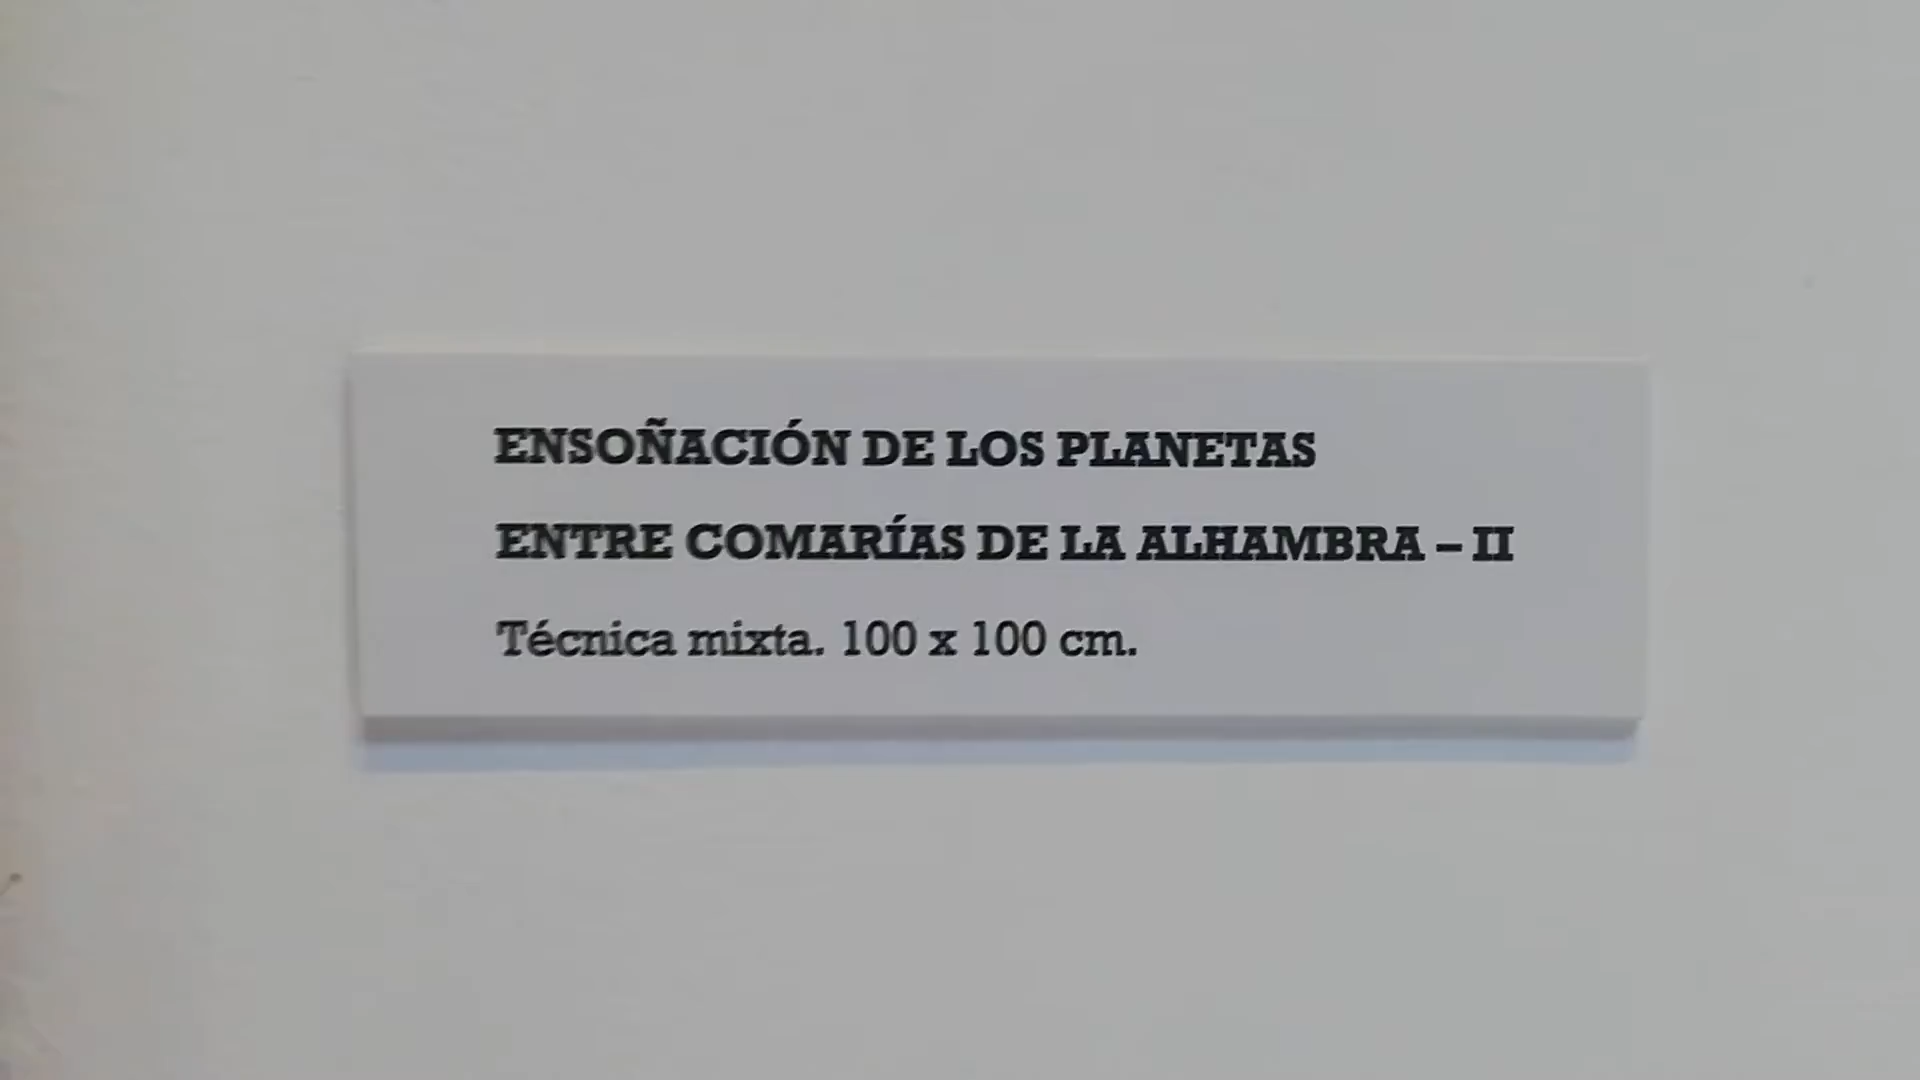 ENSOÑACIÓN DE LOS PLANETAS
ENTRE COMARÍAS DE LA ALHAMBRA – II
Técnica mixta. 100 x 100 cm.